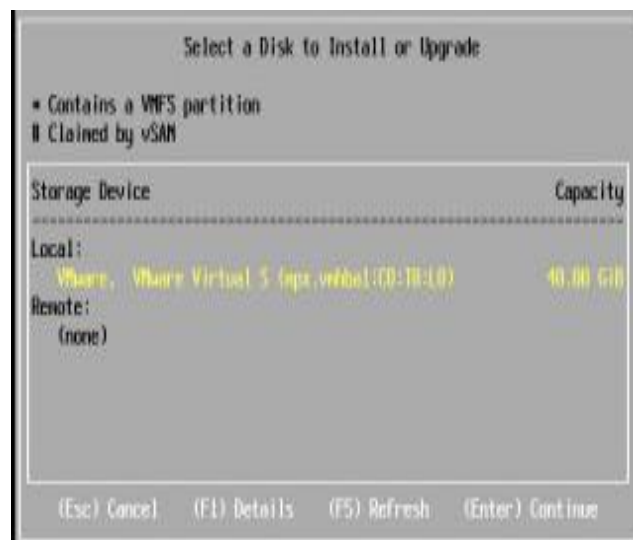 Select a Disk to Install or Upgrade
* Contains a VMFS partition
# Claimed by vSAN
Storage Device Capacity
Local:
VMware, VMware Virtual S (mpx.vmhba1:C0:T0:L0) 40.00 GiB
Remote:
(none)
(Esc) Cancel (F1) Details (F5) Refresh (Enter) Continue